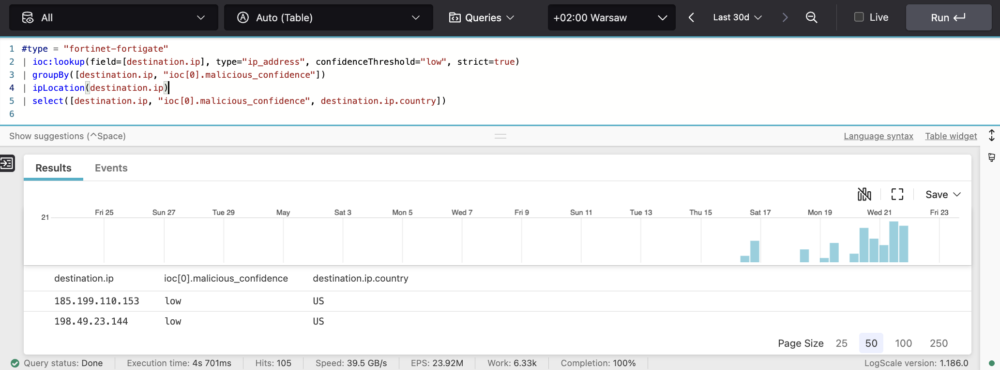 All
Auto (Table)
Queries
+02:00 Warsaw
Last 30d
Live
Run
1 #type = "fortinet-fortigate"
2 | ioc:lookup(field=[destination.ip], type="ip_address", confidenceThreshold="low", strict=true)
3 | groupBy([destination.ip, "ioc[0].malicious_confidence"])
4 | ipLocation(destination.ip)
5 | select([destination.ip, "ioc[0].malicious_confidence", destination.ip.country])
6
Show suggestions (^Space)
Language syntax
Table widget
Results
Events
Save
Fri 25 Sun 27 Tue 29 May Sat 3 Mon 5 Wed 7 Fri 9 Sun 11 Tue 13 Thu 15 Sat 17 Mon 19 Wed 21 Fri 23
21
destination.ip ioc[0].malicious_confidence destination.ip.country
185.199.110.153 low US
198.49.23.144 low US
Page Size 25 50 100 250
Query status: Done Execution time: 4s 701ms Hits: 105 Speed: 39.5 GB/s EPS: 23.92M Work: 6.33k Completion: 100% LogScale version: 1.186.0